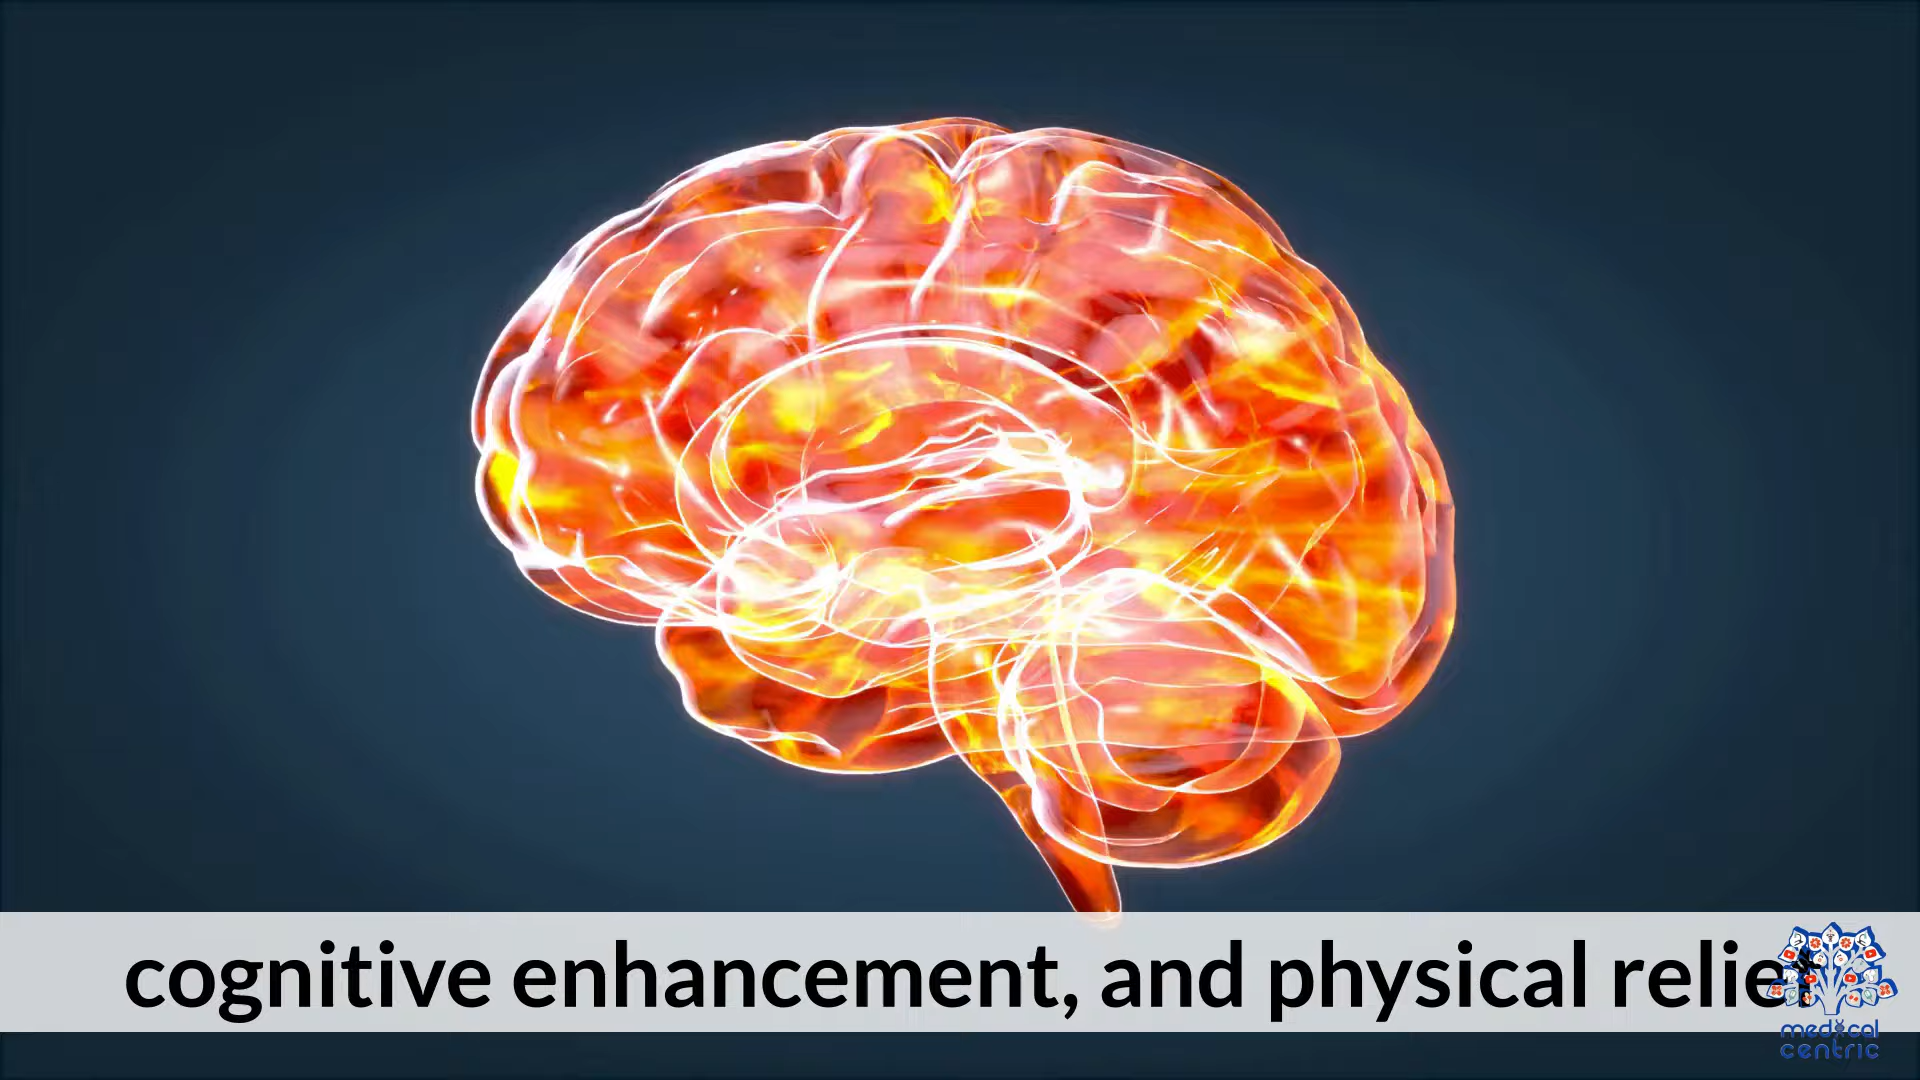 cognitive enhancement, and physical relief
medical
centric